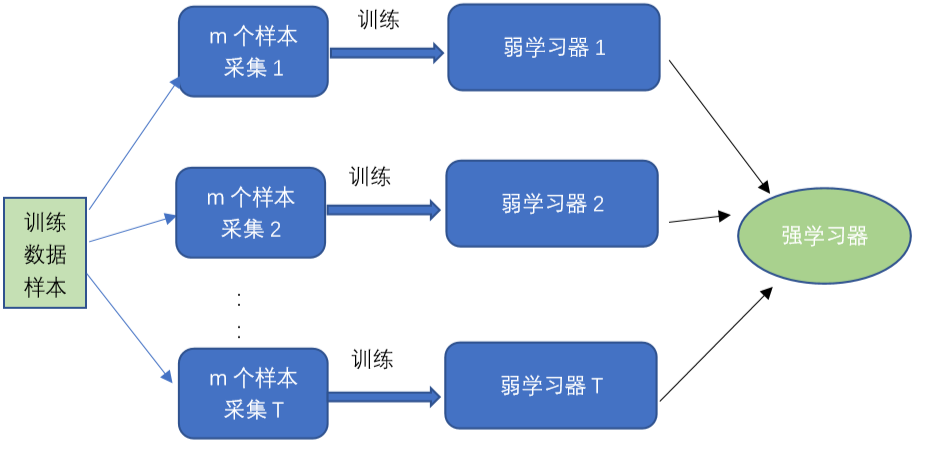 训练
m 个样本
采集 1
弱学习器 1
训练
m 个样本
采集 2
弱学习器 2
训练
数据
样本
强学习器
:
:
训练
m 个样本
采集 T
弱学习器 T